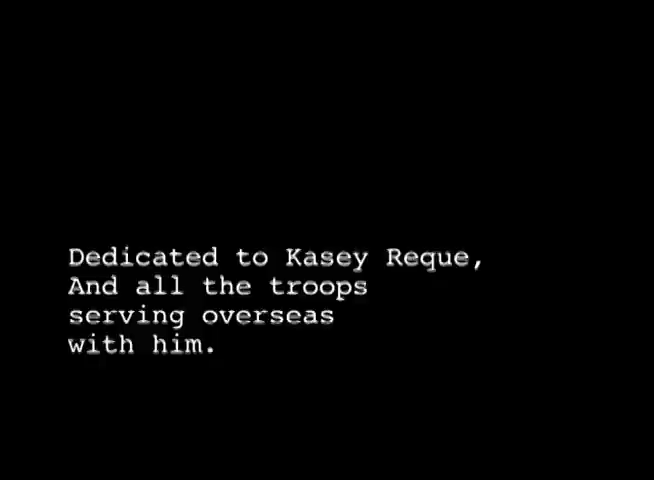 Dedicated to Kasey Reque,
And all the troops
serving overseas
with him.